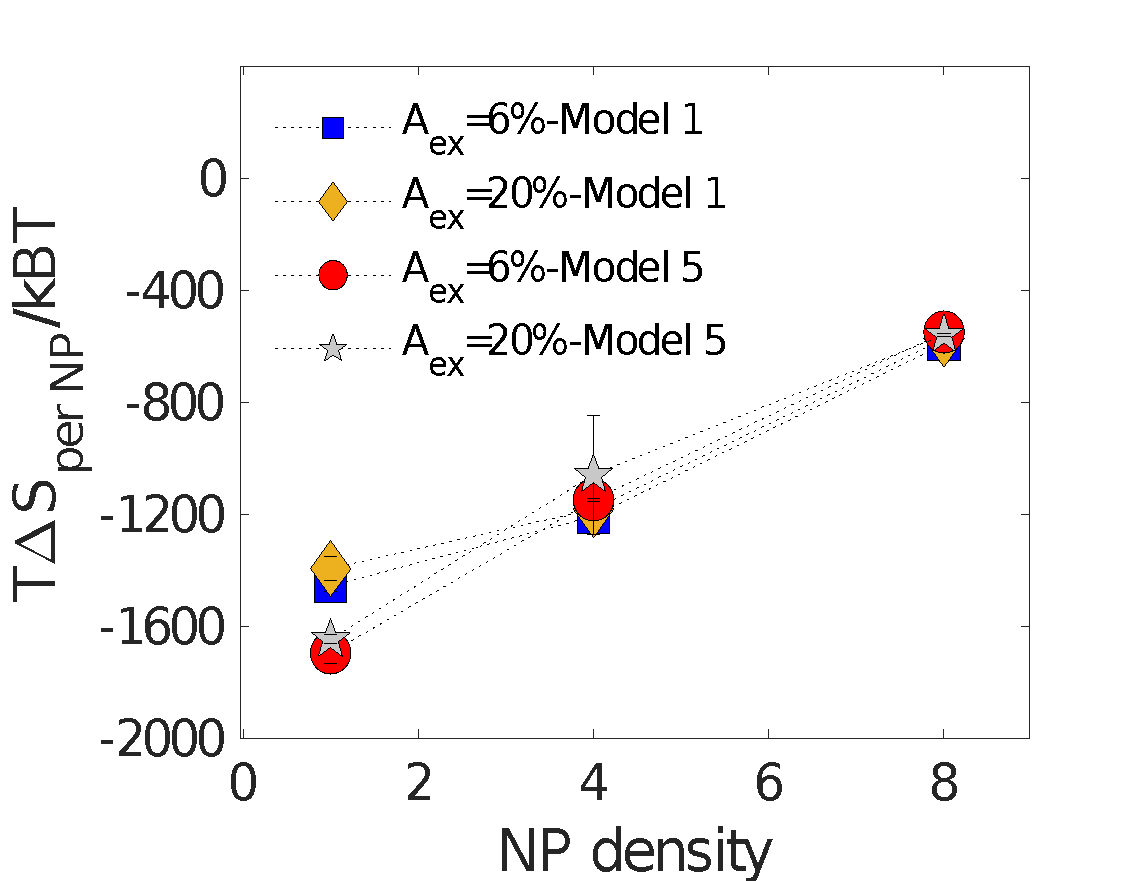 A_ex=6%-Model 1
A_ex=20%-Model 1
A_ex=6%-Model 5
A_ex=20%-Model 5
TΔS_per NP/kBT
0
-400
-800
-1200
-1600
-2000
0 2 4 6 8
NP density